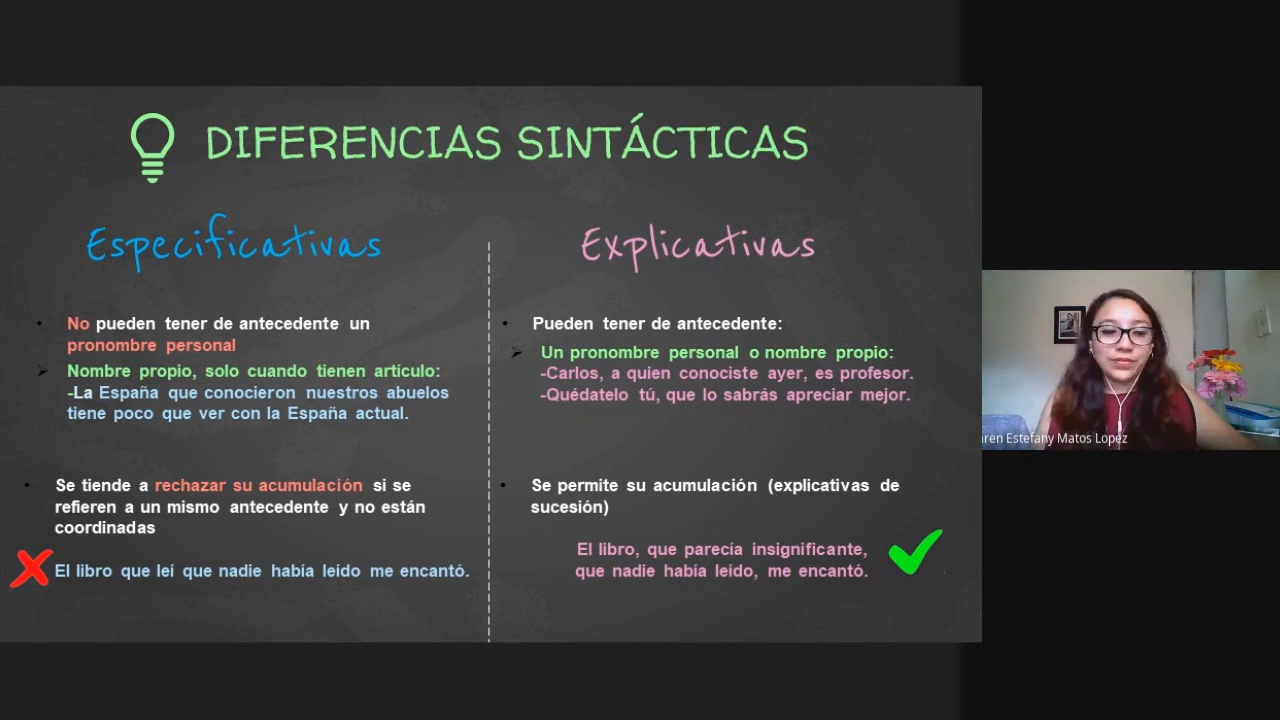 DIFERENCIAS SINTÁCTICAS
Especificativas
No pueden tener de antecedente un
pronombre personal
Nombre propio, solo cuando tienen artículo:
-La España que conocieron nuestros abuelos
tiene poco que ver con la España actual.
Se tiende a rechazar su acumulación si se
refieren a un mismo antecedente y no están
coordinadas
El libro que leí que nadie había leído me encantó.
Explicativas
Pueden tener de antecedente:
Un pronombre personal o nombre propio:
-Carlos, a quien conociste ayer, es profesor.
-Quédatelo tú, que lo sabrás apreciar mejor.
Se permite su acumulación (explicativas de
sucesión)
El libro, que parecía insignificante,
que nadie había leído, me encantó.
Estefany Matos Lopez